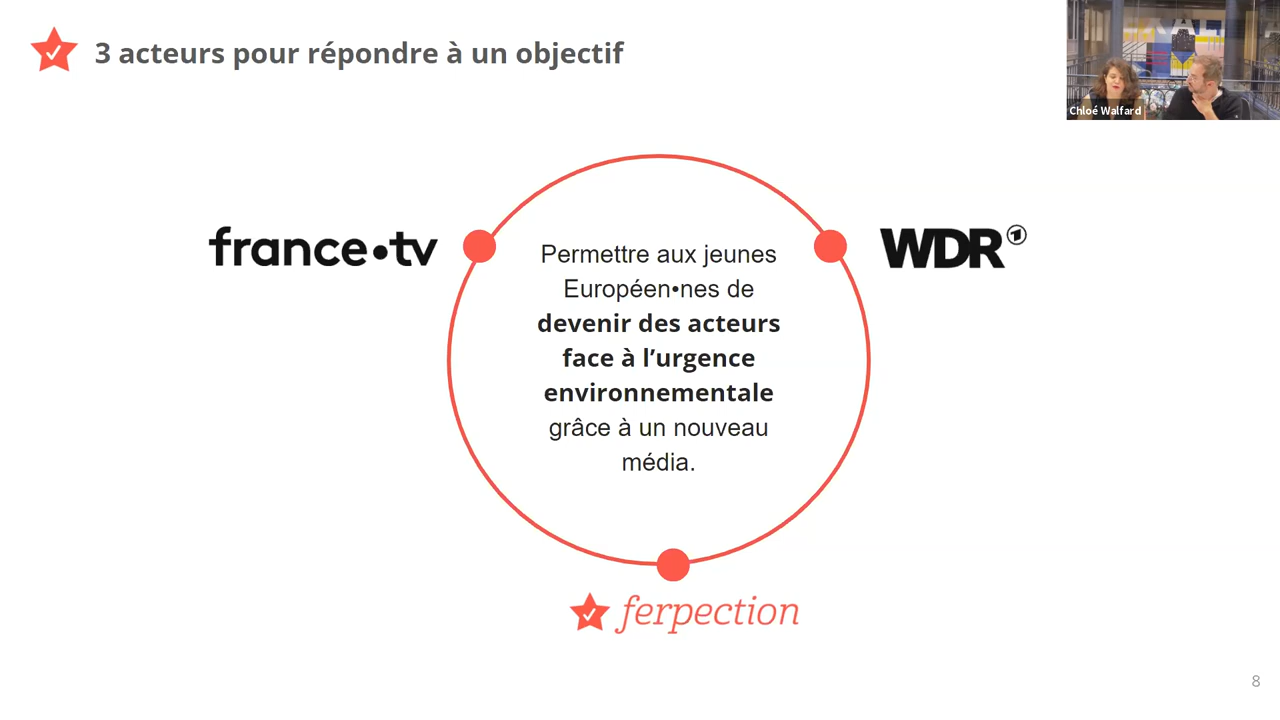 3 acteurs pour répondre à un objectif
Chloé Walfard
france•tv
WDR
Permettre aux jeunes
Européen•nes de
devenir des acteurs
face à l’urgence
environnementale
grâce à un nouveau
média.
ferpection
8